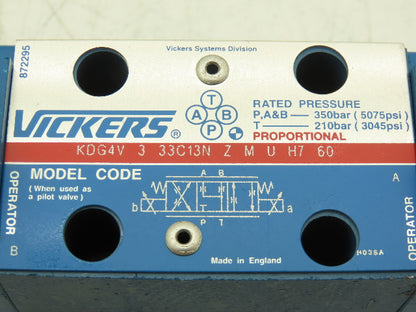 872295
Vickers Systems Division
T
A B
P
RATED PRESSURE
P,A&B — 350bar (5075psi)
T — 210bar (3045psi)
VICKERS®
PROPORTIONAL
KDG4V 3 33C13N Z M U H7 60
MODEL CODE
(When used as
a pilot valve)
A B
b a
P T
OPERATOR
B
A
OPERATOR
Made in England